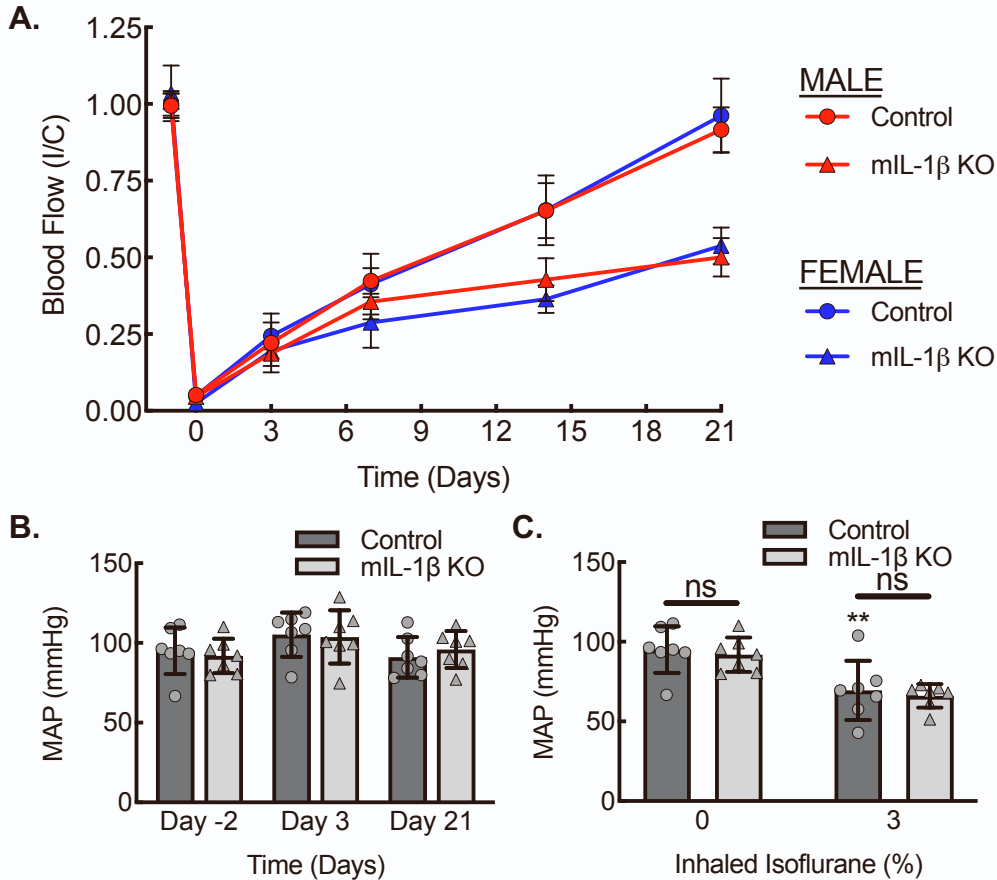 A.
1.25
1.00
0.75
0.50
0.25
0.00
Blood Flow (I/C)
0 3 6 9 12 15 18 21
Time (Days)
MALE
Control
mIL-1β KO
FEMALE
Control
mIL-1β KO
B.
Control
mIL-1β KO
150
100
50
0
MAP (mmHg)
Day -2 Day 3 Day 21
Time (Days)
C.
Control
mIL-1β KO
ns ns
**
150
100
50
0
MAP (mmHg)
0 3
Inhaled Isoflurane (%)